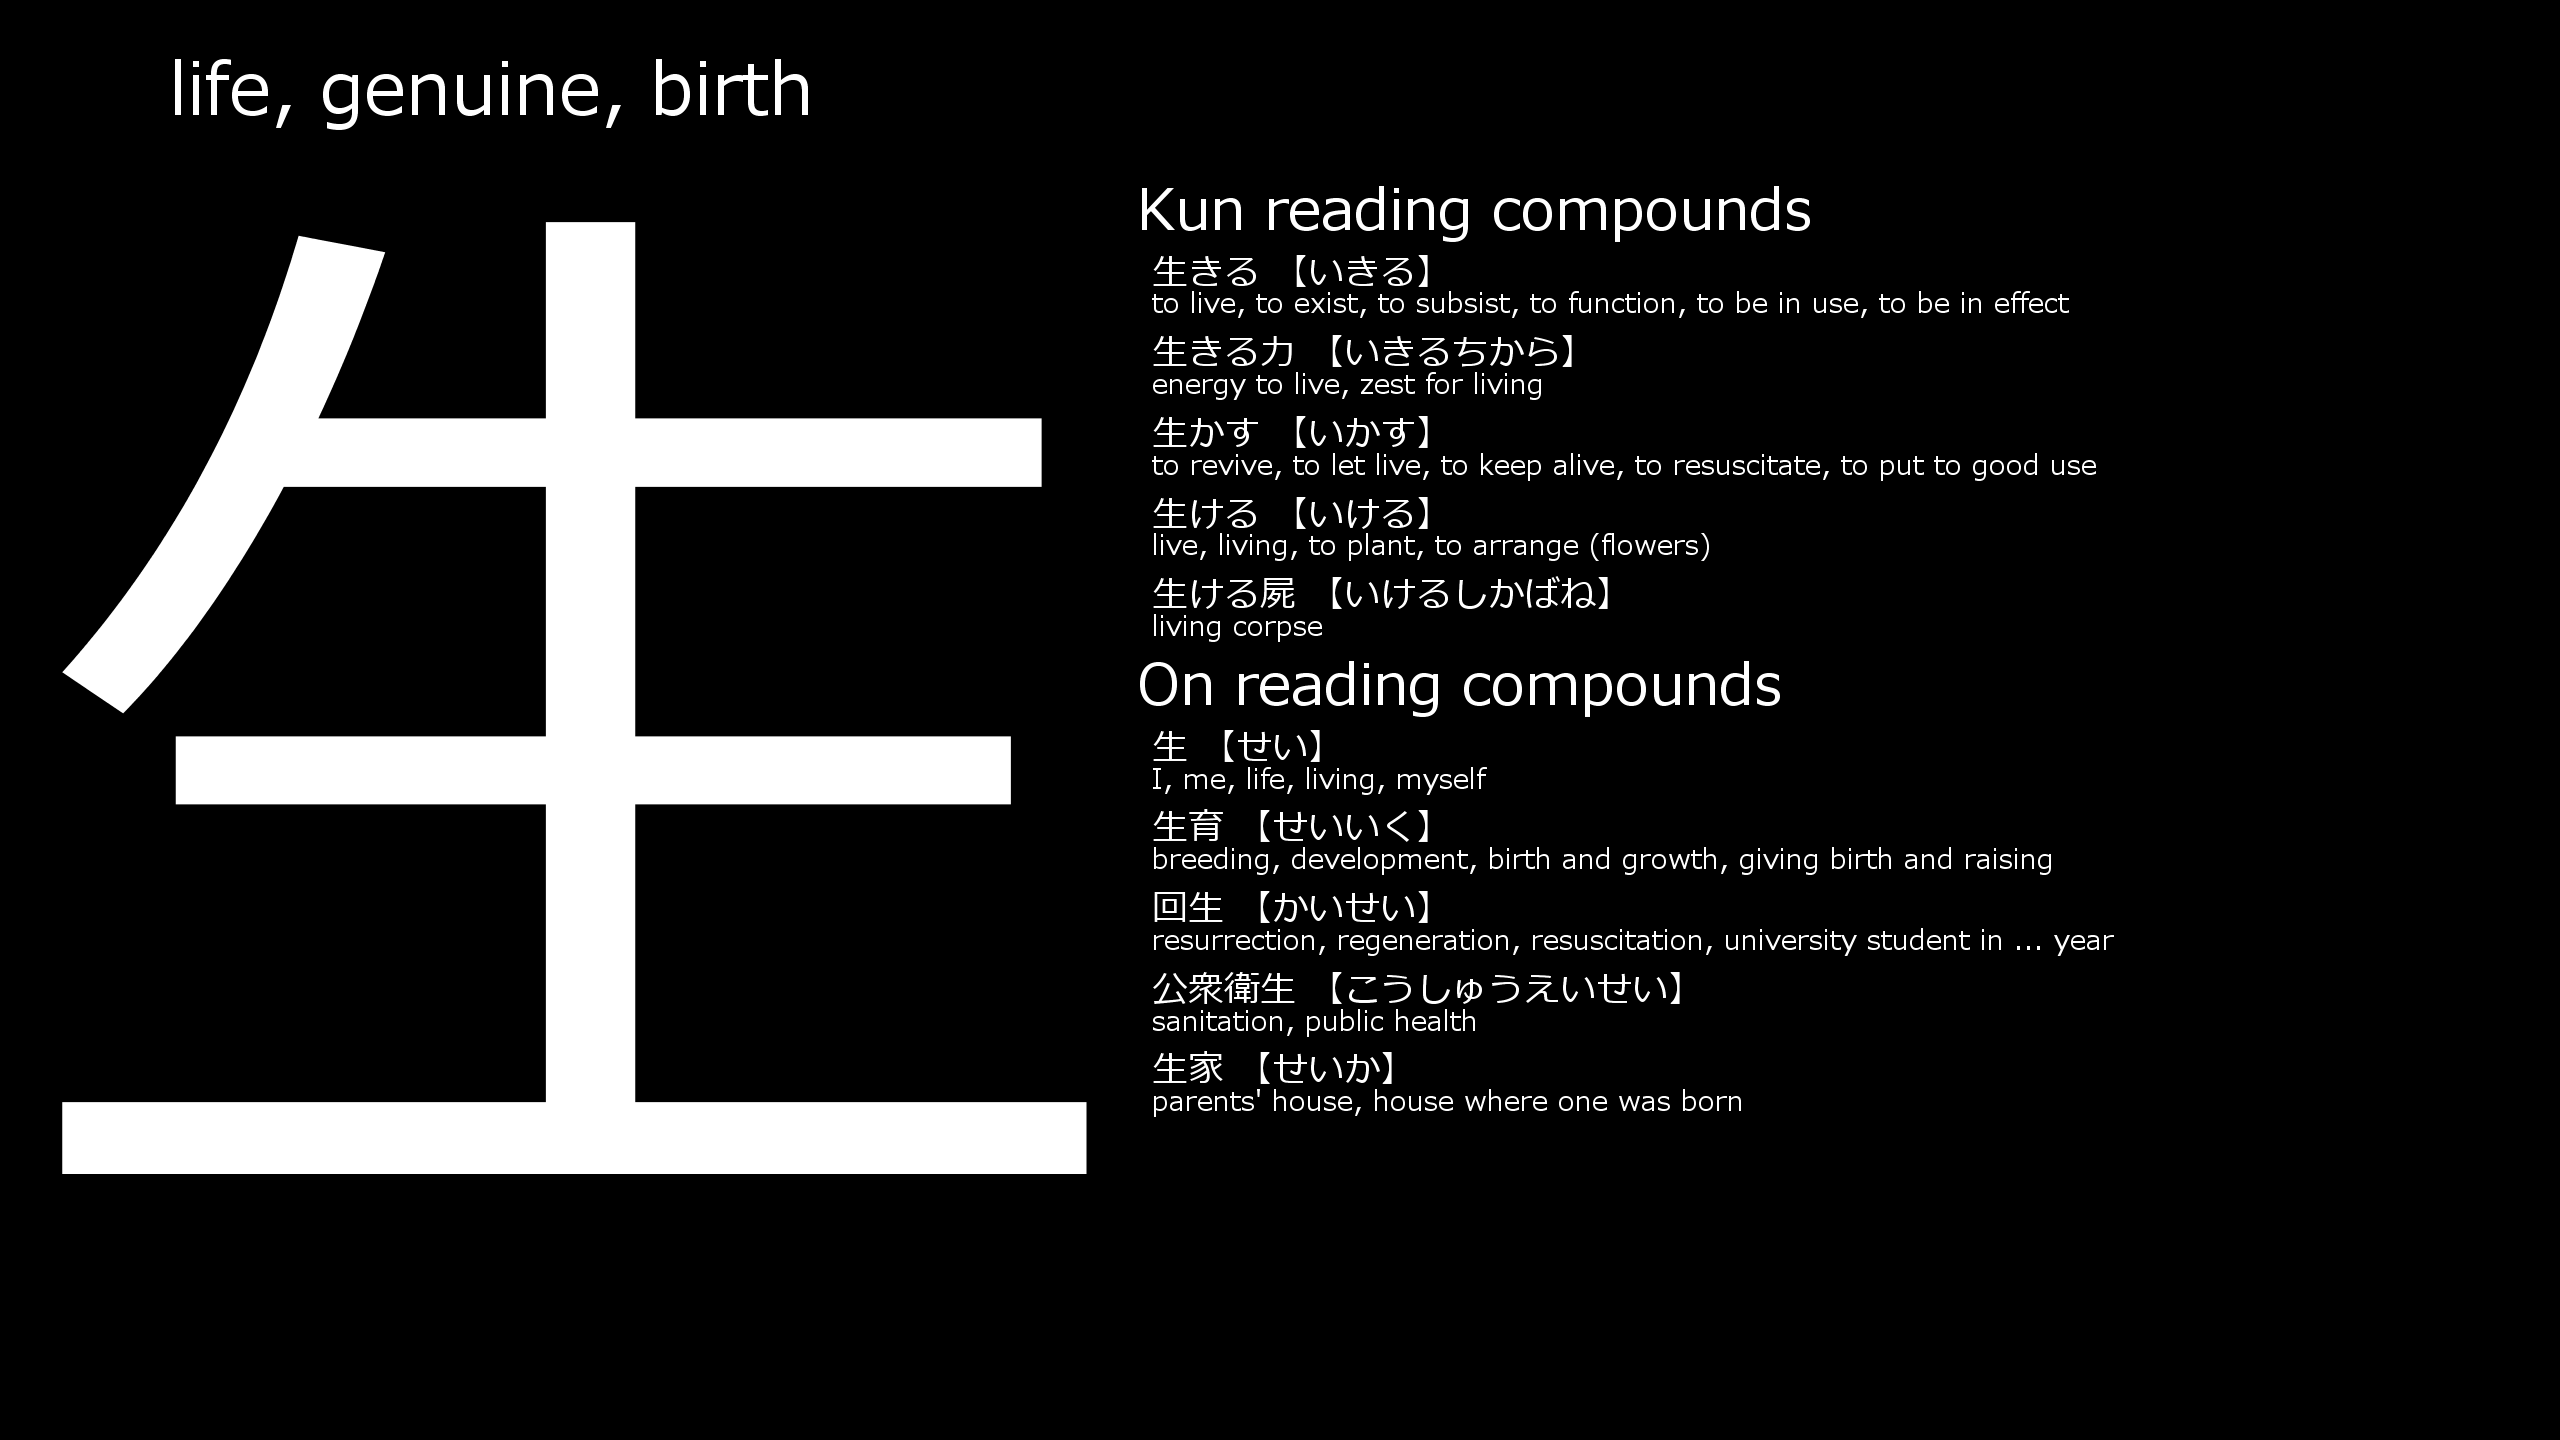 life, genuine, birth
生
Kun reading compounds
生きる 【いきる】
to live, to exist, to subsist, to function, to be in use, to be in effect
生きる力 【いきるちから】
energy to live, zest for living
生かす 【いかす】
to revive, to let live, to keep alive, to resuscitate, to put to good use
生ける 【いける】
live, living, to plant, to arrange (flowers)
生ける屍 【いけるしかばね】
living corpse
On reading compounds
生 【せい】
I, me, life, living, myself
生育 【せいいく】
breeding, development, birth and growth, giving birth and raising
回生 【かいせい】
resurrection, regeneration, resuscitation, university student in ... year
公衆衛生 【こうしゅうえいせい】
sanitation, public health
生家 【せいか】
parents' house, house where one was born